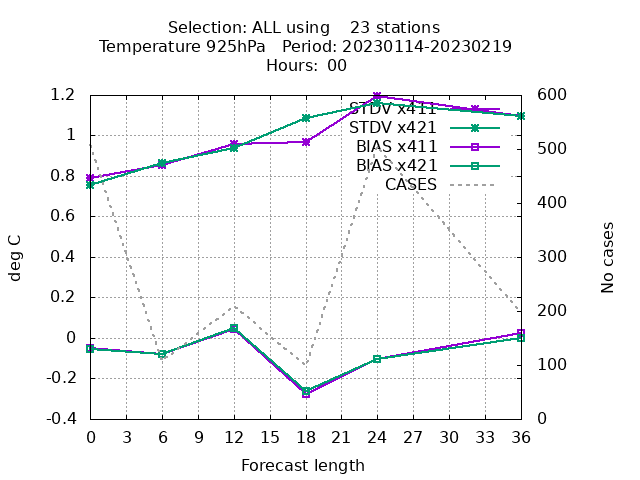 Selection: ALL using 23 stations
Temperature 925hPa Period: 20230114-20230219
Hours: 00
1.2
1
0.8
0.6
0.4
0.2
0
-0.2
-0.4
deg C
STDV x411
STDV x421
BIAS x411
BIAS x421
CASES
600
500
400
300
200
100
0
No cases
0 3 6 9 12 15 18 21 24 27 30 33 36
Forecast length